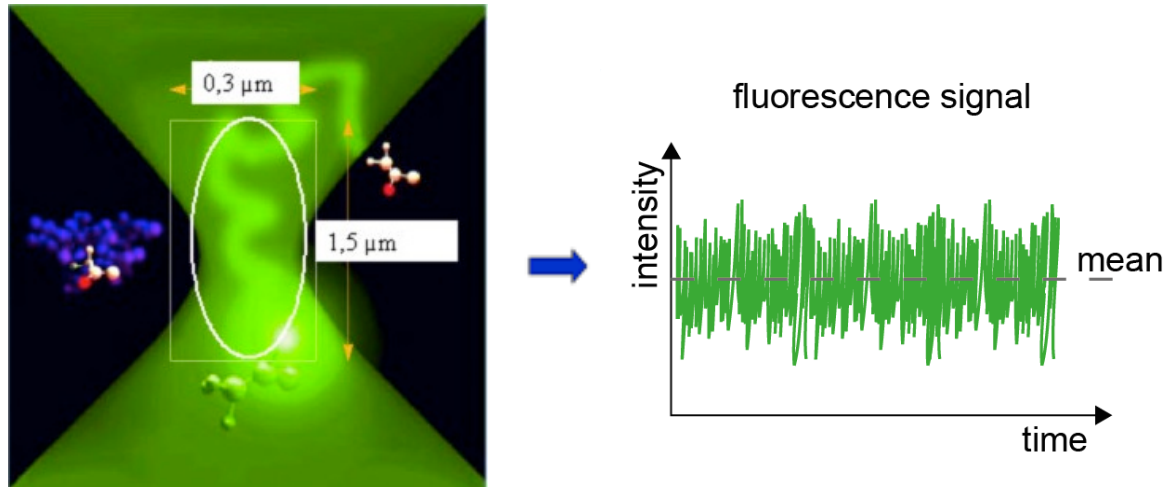 0,3 µm
1,5 µm
fluorescence signal
intensity
mean
time